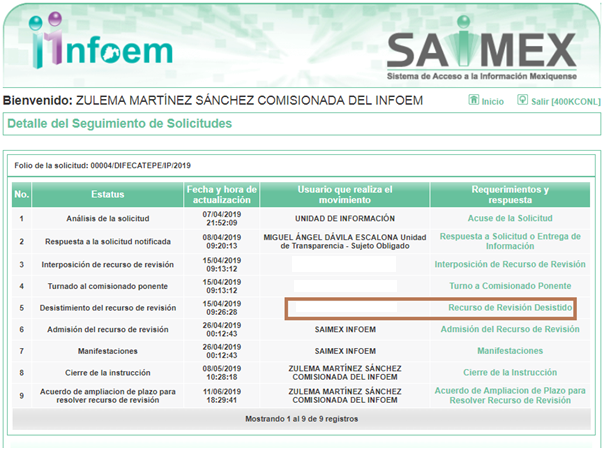 infoem
SAIMEX
Sistema de Acceso a la Información Mexiquense
Bienvenido: ZULEMA MARTÍNEZ SÁNCHEZ COMISIONADA DEL INFOEM
Inicio Salir [400KCONL]
Detalle del Seguimiento de Solicitudes
Folio de la solicitud: 00004/DIFECATEPE/IP/2019
No. Estatus Fecha y hora de actualización Usuario que realiza el movimiento Requerimientos y respuesta
1 Análisis de la solicitud 07/04/2019 21:52:09 UNIDAD DE INFORMACIÓN Acuse de la Solicitud
2 Respuesta a la solicitud notificada 08/04/2019 09:20:13 MIGUEL ÁNGEL DÁVILA ESCALONA Unidad de Transparencia - Sujeto Obligado Respuesta a Solicitud o Entrega de Información
3 Interposición de recurso de revisión 15/04/2019 09:13:12 Interposición de Recurso de Revisión
4 Turnado al comisionado ponente 15/04/2019 09:13:12 Turno a Comisionado Ponente
5 Desistimiento del recurso de revisión 15/04/2019 09:26:28 Recurso de Revisión Desistido
6 Admisión del recurso de revisión 26/04/2019 00:12:43 SAIMEX INFOEM Admisión del Recurso de Revisión
7 Manifestaciones 26/04/2019 00:12:43 SAIMEX INFOEM Manifestaciones
8 Cierre de la instrucción 08/05/2019 10:28:18 ZULEMA MARTÍNEZ SÁNCHEZ COMISIONADA DEL INFOEM Cierre de la Instrucción
9 Acuerdo de ampliacion de plazo para resolver recurso de revisión 11/06/2019 18:29:41 ZULEMA MARTÍNEZ SÁNCHEZ COMISIONADA DEL INFOEM Acuerdo de Ampliacion de Plazo para Resolver Recurso de Revisión
Mostrando 1 al 9 de 9 registros